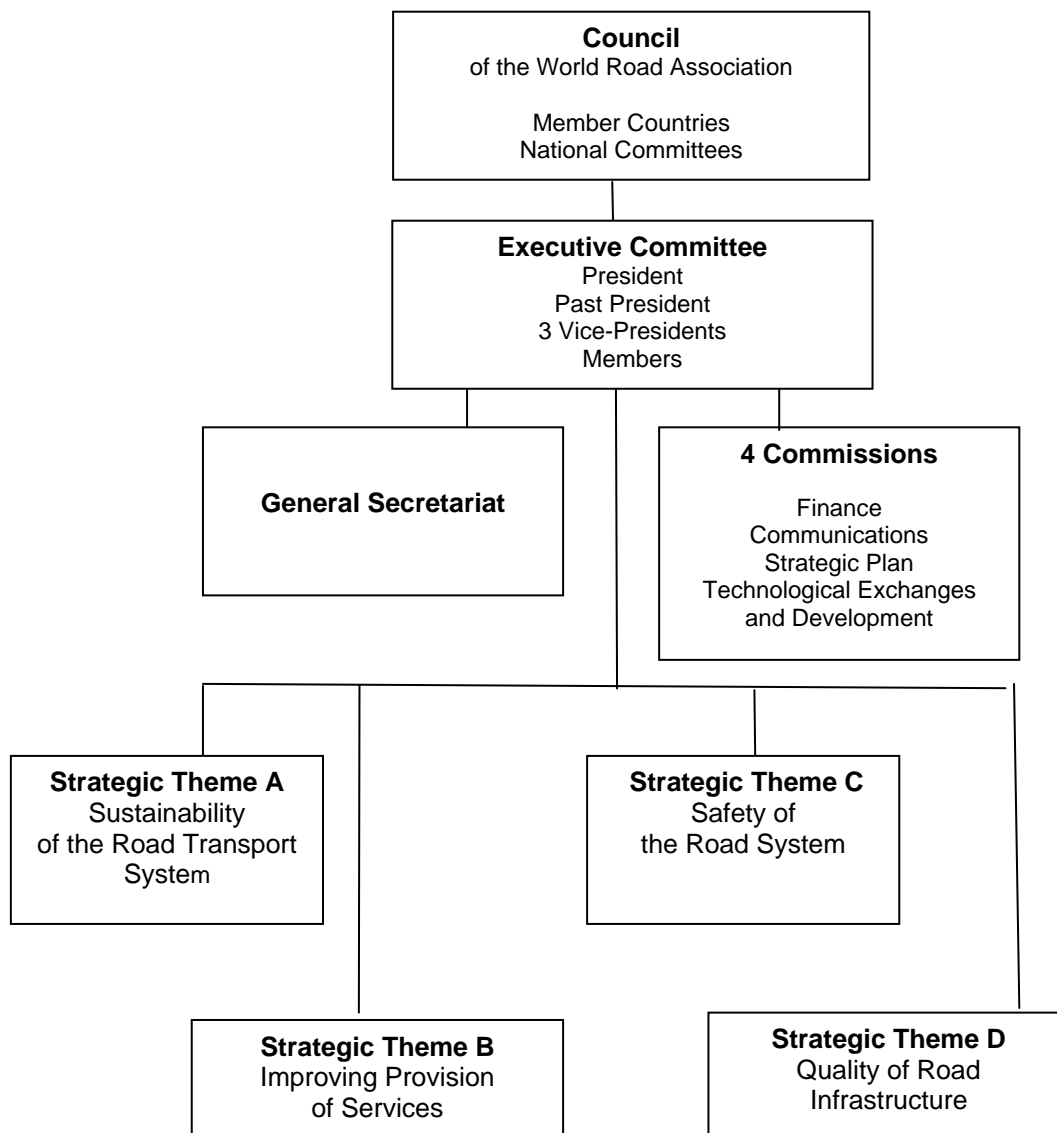 Council
of the World Road Association
Member Countries
National Committees
Executive Committee
President
Past President
3 Vice-Presidents
Members
General Secretariat
4 Commissions
Finance
Communications
Strategic Plan
Technological Exchanges
and Development
Strategic Theme A
Sustainability
of the Road Transport
System
Strategic Theme C
Safety of
the Road System
Strategic Theme B
Improving Provision
of Services
Strategic Theme D
Quality of Road
Infrastructure